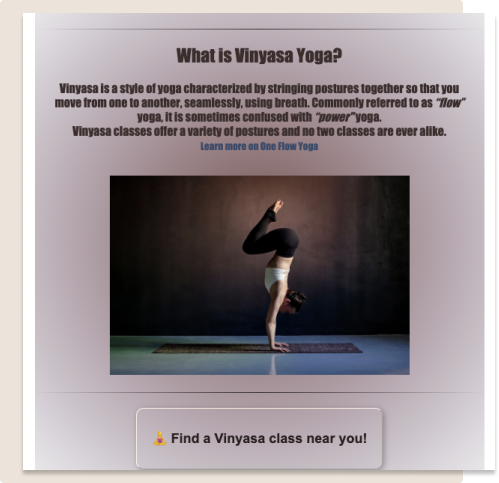 What is Vinyasa Yoga?
Vinyasa is a style of yoga characterized by stringing postures together so that you
move from one to another, seamlessly, using breath. Commonly referred to as “flow”
yoga, it is sometimes confused with “power” yoga.
Vinyasa classes offer a variety of postures and no two classes are ever alike.
Learn more on One Flow Yoga
🧘 Find a Vinyasa class near you!